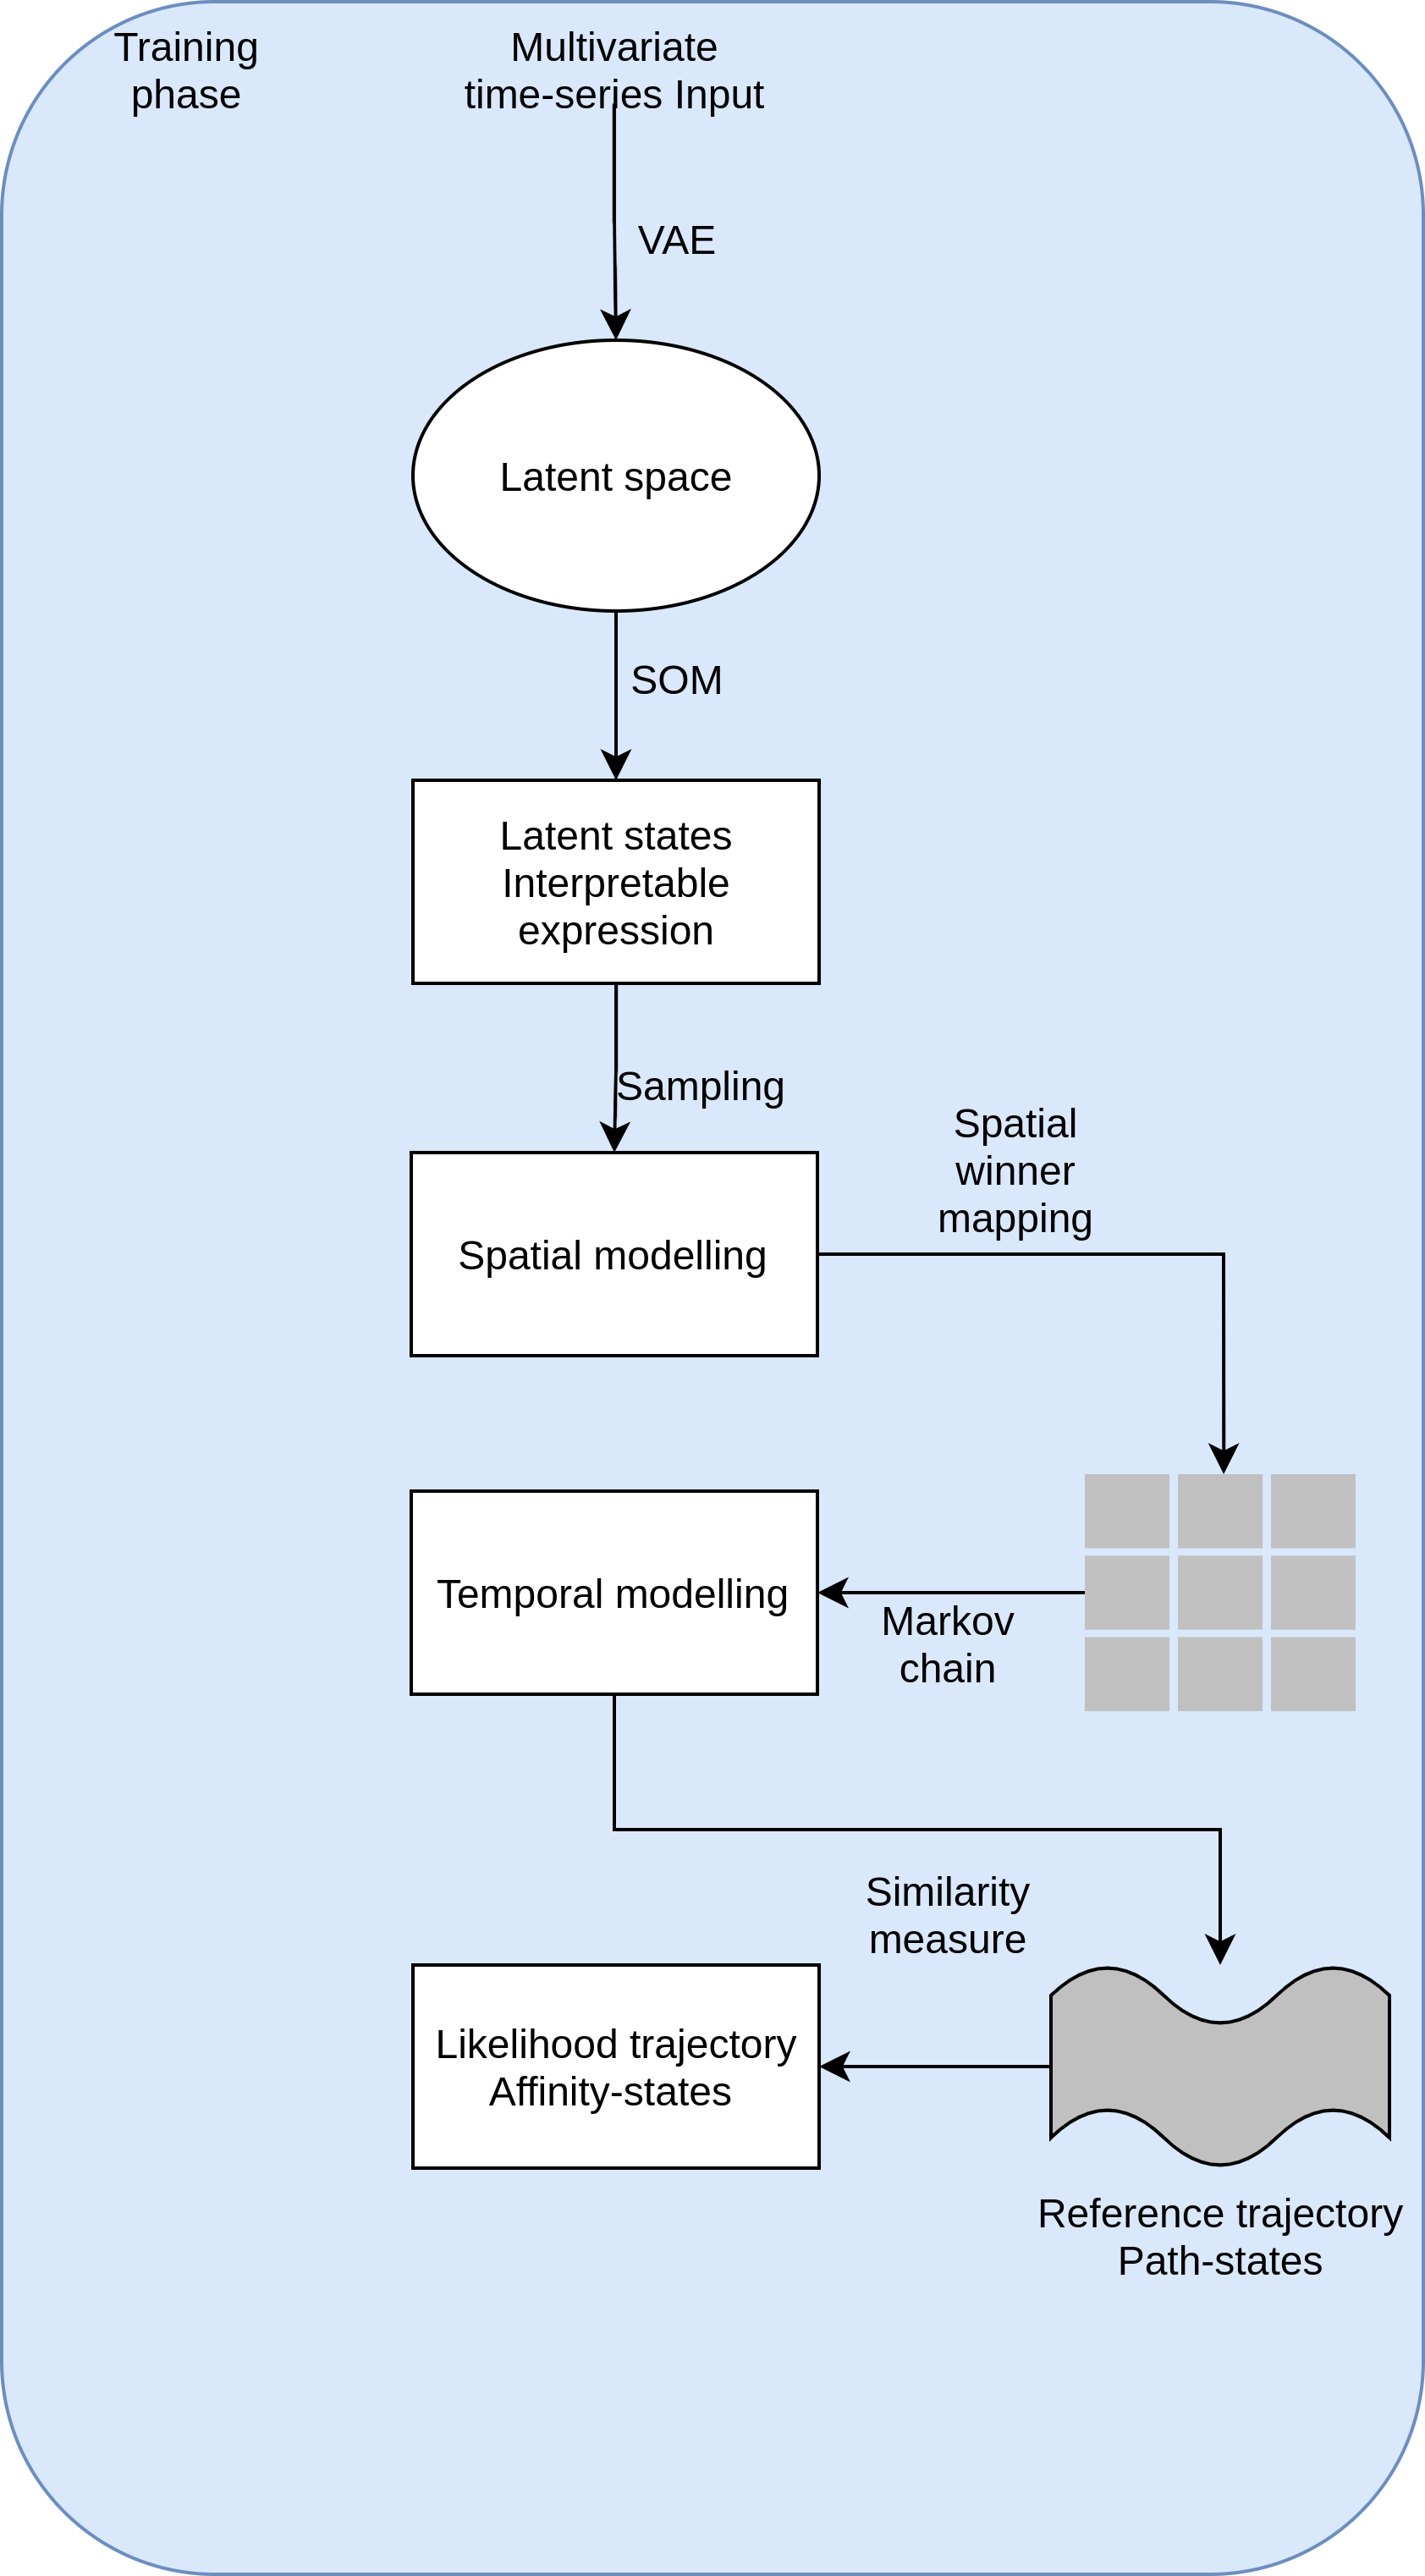 Training
phase
Multivariate
time-series Input
VAE
Latent space
SOM
Latent states
Interpretable
expression
Sampling
Spatial
winner
mapping
Spatial modelling
Temporal modelling
Markov
chain
Similarity
measure
Likelihood trajectory
Affinity-states
Reference trajectory
Path-states